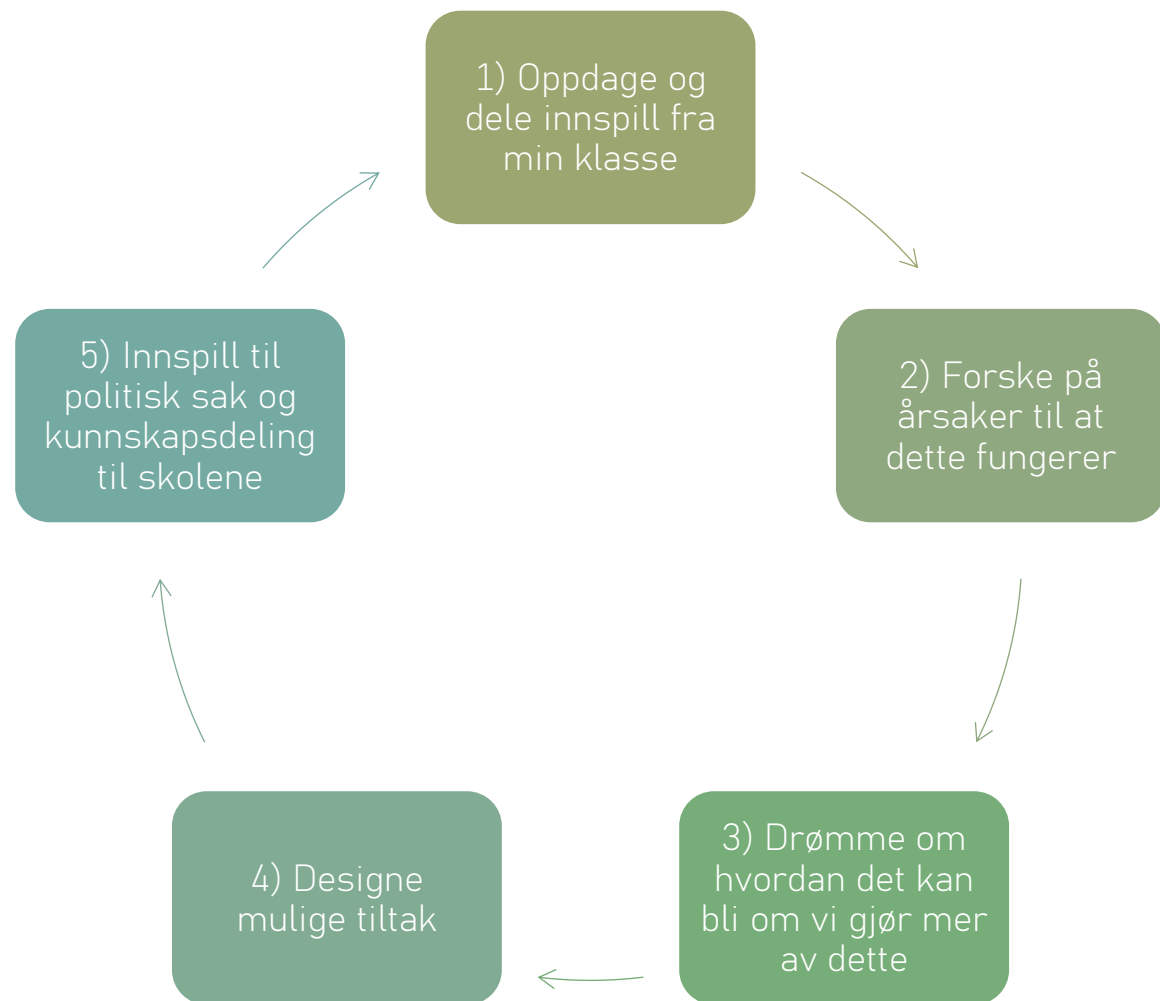 1) Oppdage og
dele innspill fra
min klasse
2) Forske på
årsaker til at
dette fungerer
3) Drømme om
hvordan det kan
bli om vi gjør mer
av dette
4) Designe
mulige tiltak
5) Innspill til
politisk sak og
kunnskapsdeling
til skolene